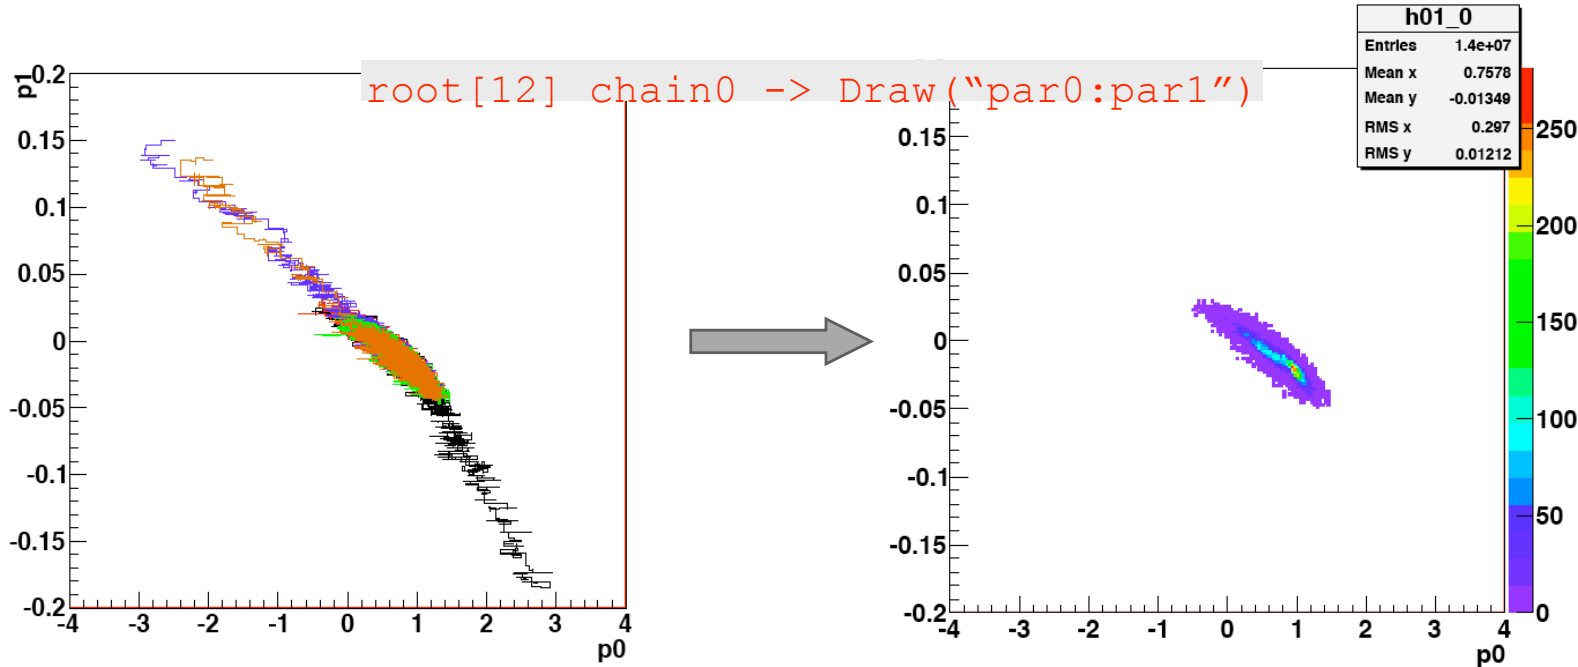 root[12] chain0 -> Draw(“par0:par1”)
h01_0
Entries 1.4e+07
Mean x 0.7578
Mean y -0.01349
RMS x 0.297
RMS y 0.01212
p1
0.2
0.15
0.1
0.05
0
-0.05
-0.1
-0.15
-0.2
-4 -3 -2 -1 0 1 2 3 4
p0
0.15
0.1
0.05
0
-0.05
-0.1
-0.15
-0.2
-4 -3 -2 -1 0 1 2 3 4
p0
250
200
150
100
50
0